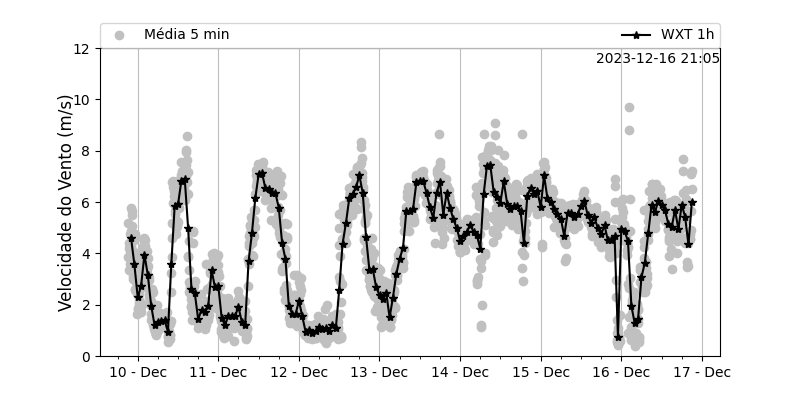 Média 5 min WXT 1h
2023-12-16 21:05
Velocidade do Vento (m/s)
12
10
8
6
4
2
0
10 - Dec 11 - Dec 12 - Dec 13 - Dec 14 - Dec 15 - Dec 16 - Dec 17 - Dec